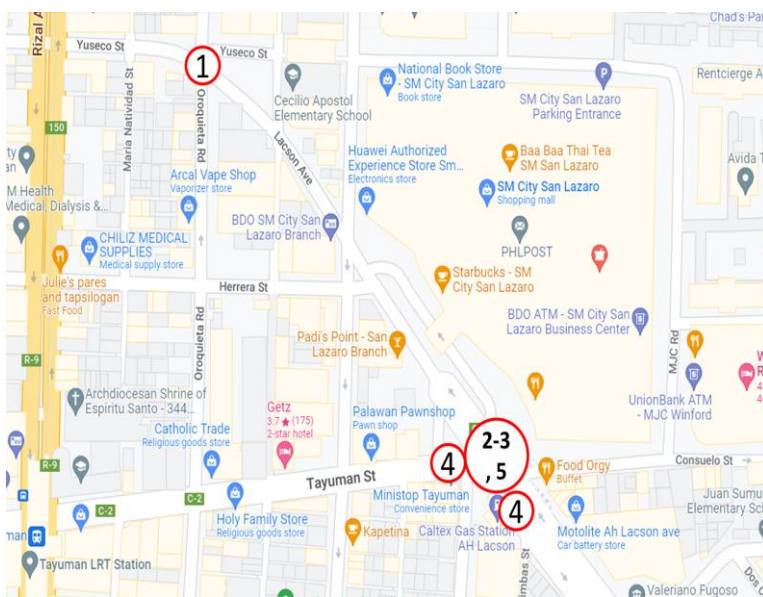 Rizal A
Yuseco St
Yuseco St
1
Chad's Pa
National Book Store
- SM City San Lazaro
Book store
SM City San Lazaro
Parking Entrance
Rentcierge A
150
Maria Natividad St
Oroquieta Rd
Cecilio Apostol
Elementary School
Lacson Ave
Huawei Authorized
Experience Store Sm...
Electronics store
Baa Baa Thai Tea
SM San Lazaro
Avida T
M Health
Medical, Dialysis &...
Arcal Vape Shop
Vaporizer store
SM City San Lazaro
Shopping mall
BDO SM City San
Lazaro Branch
PHLPOST
CHILIZ MEDICAL
SUPPLIES
Medical supply store
Julie's pares
and tapsilogan
Fast Food
Herrera St
Starbucks - SM
City San Lazaro
BDO ATM - SM City San
Lazaro Business Center
MJC Rd
Oroquieta Rd
Padi's Point - San
Lazaro Branch
R-9
Archdiocesan Shrine of
Espiritu Santo - 344...
UnionBank ATM
- MJC Winford
Getz
3.7★(175)
2-star hotel
Catholic Trade
Religious goods store
Palawan Pawnshop
Pawn shop
2-3
, 5
4
R-9
Tayuman St
Food Orgy
Buffet
Consuelo St
C-2
C-2
Holy Family Store
Religious goods store
Ministop Tayuman
Convenience store
4
Juan Sumu
Elementary Sch
Kapetina
Caltex Gas Station
AH Lacson
Motolite Ah Lacson ave
Car battery store
Tayuman LRT Station
imbas St
Dos C
Valeriano Fugoso